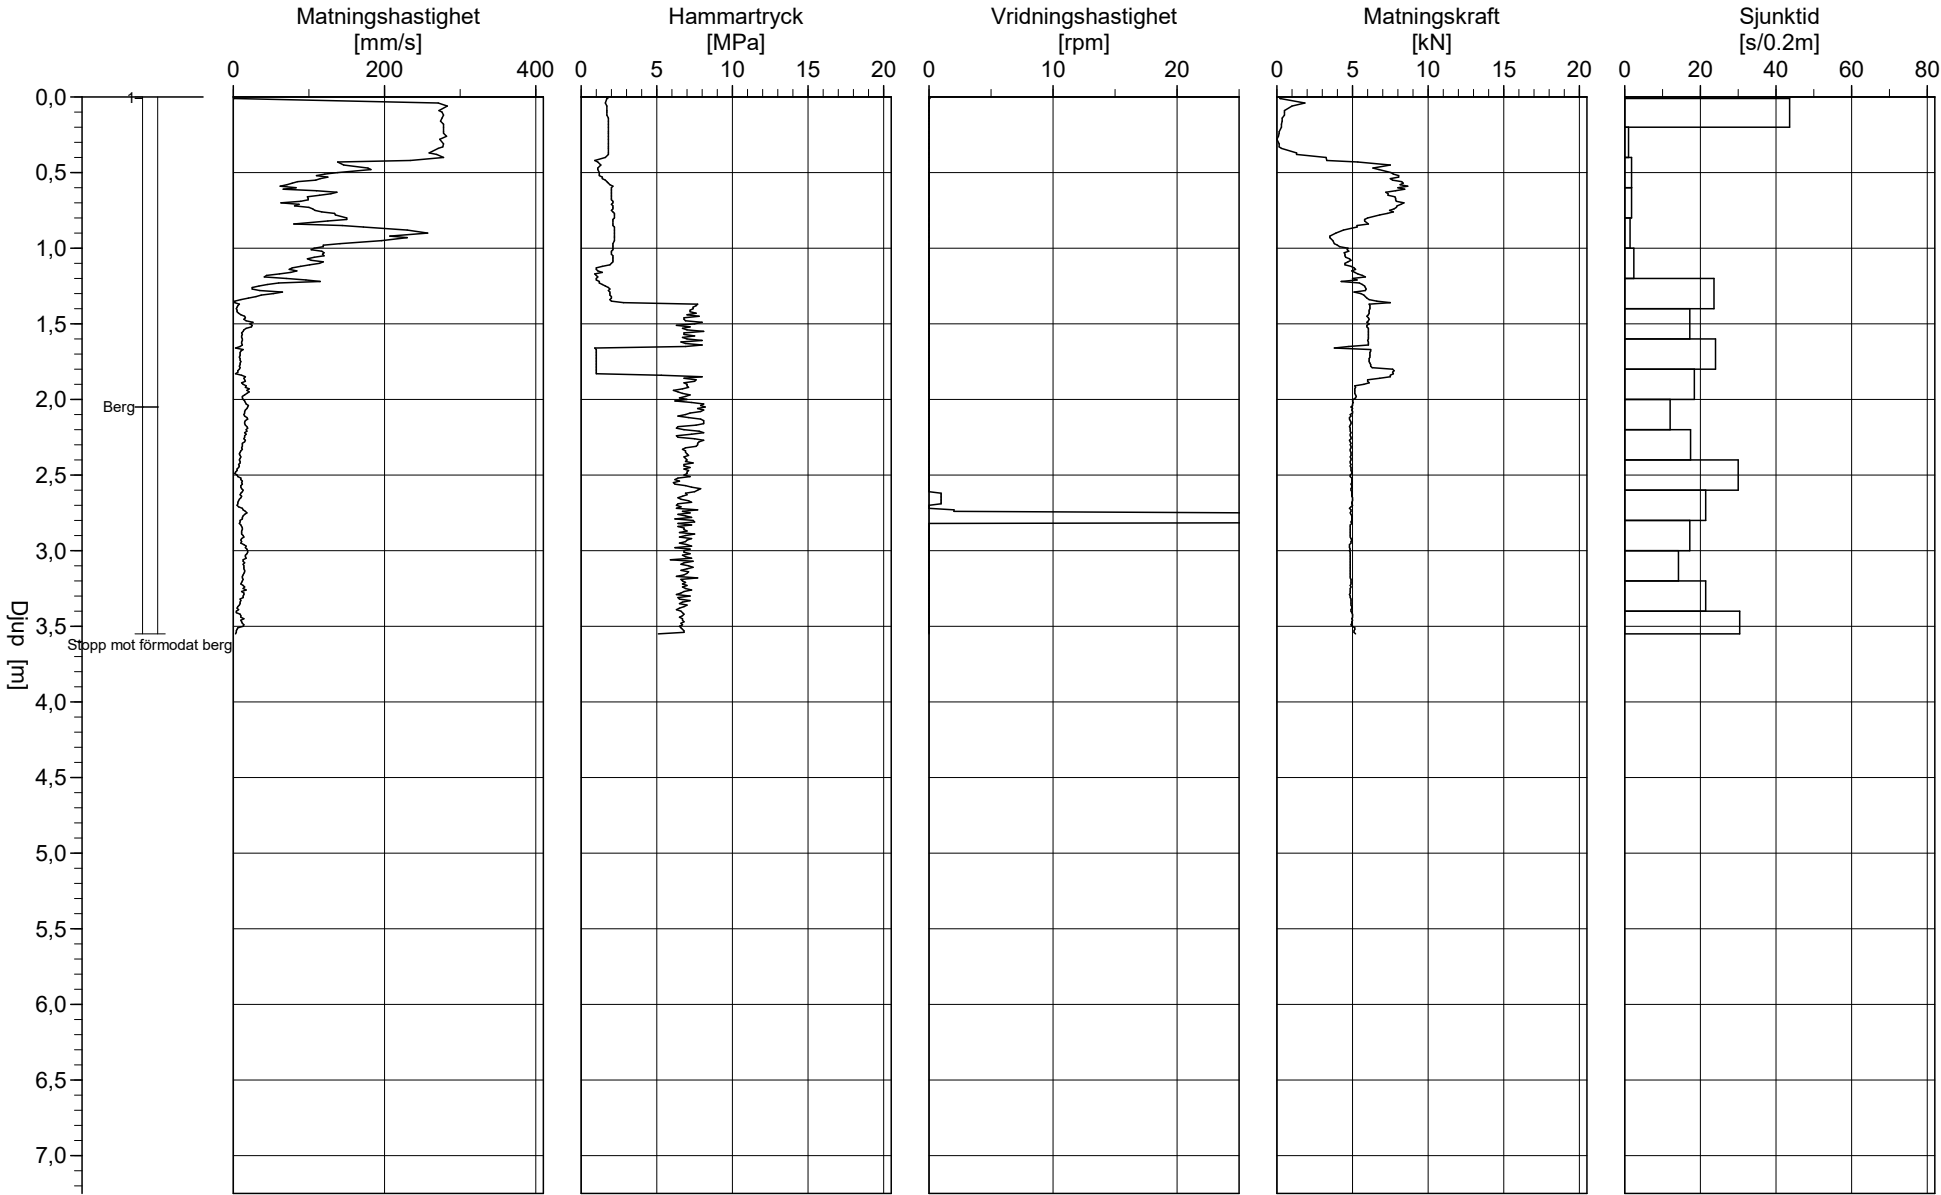 Matningshastighet
[mm/s]
0 200 400
Hammartryck
[MPa]
0 5 10 15 20
Vridningshastighet
[rpm]
0 10 20
Matningskraft
[kN]
0 5 10 15 20
Sjunktid
[s/0.2m]
0 20 40 60 80
Djup [m]
0,0
0,5
1,0
1,5
2,0
2,5
3,0
3,5
4,0
4,5
5,0
5,5
6,0
6,5
7,0
1
Berg
Stopp mot förmodat berg